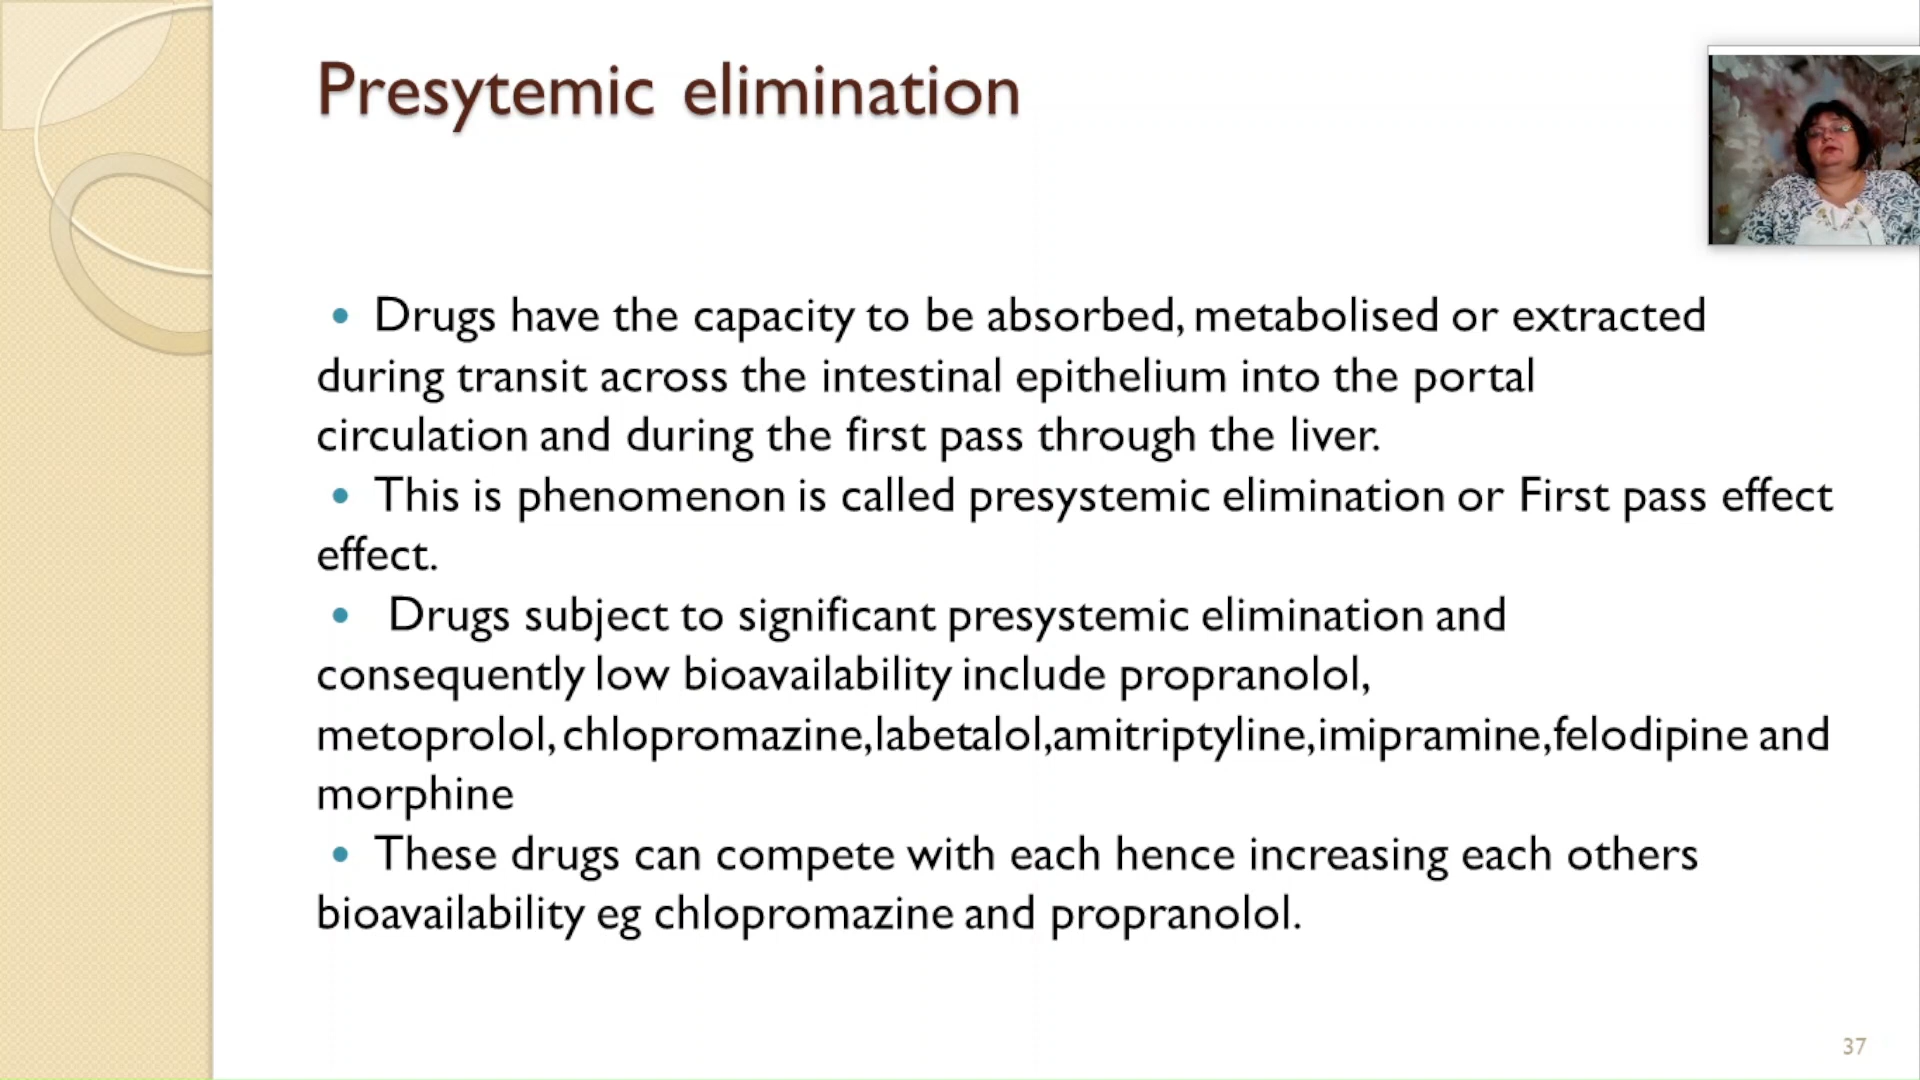 Presytemic elimination
• Drugs have the capacity to be absorbed, metabolised or extracted
during transit across the intestinal epithelium into the portal
circulation and during the first pass through the liver.
• This is phenomenon is called presystemic elimination or First pass effect
effect.
• Drugs subject to significant presystemic elimination and
consequently low bioavailability include propranolol,
metoprolol, chlopromazine,labetalol,amitriptyline,imipramine,felodipine and
morphine
• These drugs can compete with each hence increasing each others
bioavailability eg chlopromazine and propranolol.
37